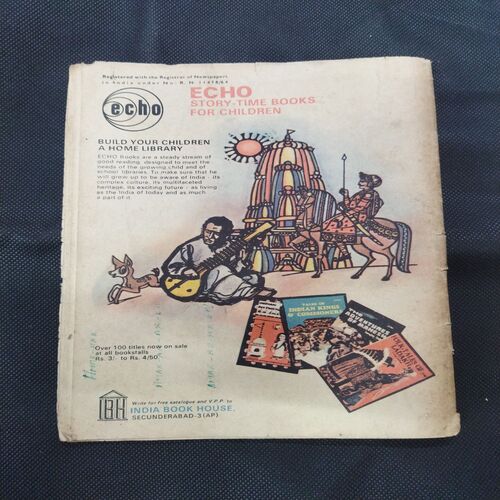 Registered with the Registrar of Newspapers
in India under No: R. N.
echo
ECHO
STORY-TIME BOOKS
FOR CHILDREN
BUILD YOUR CHILDREN
A HOME LIBRARY
ECHO Books are a steady stream of
good reading, designed to meet the
needs of the growing child and
school libraries. To make sure that he
will grow up to be aware of India - its
complex culture, its multifaceted
heritage, its exciting future - as living
as the India of today and as much
a part of it
TALES OF
INDIAN KINGS
& COMMONERS
ADVENTURES
Over 100 titles now on sale
at all bookstalls
Rs. 3/- to Rs. 4/50
IBH
Write for free catalogue and V.P.P. to
INDIA BOOK HOUSE,
SECUNDERABAD-3 (AP)